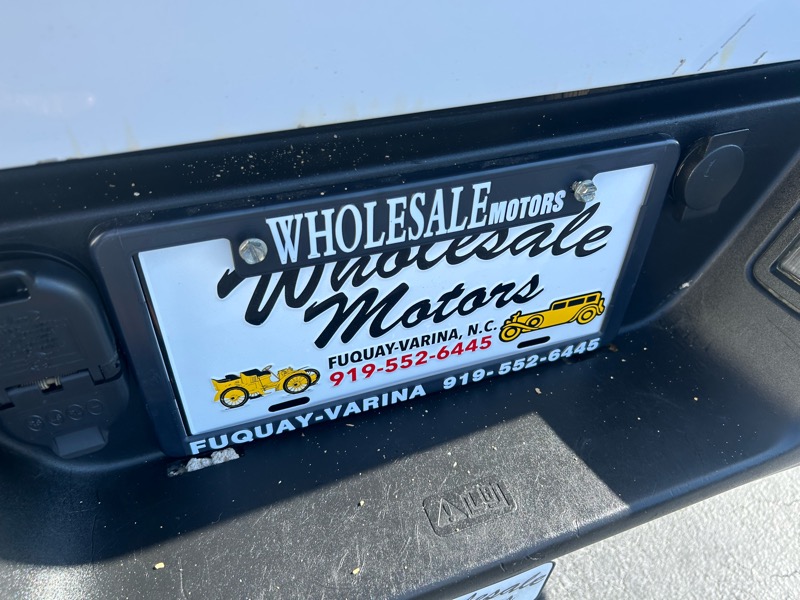 WHOLESALE MOTORS
Wholesale
Motors
FUQUAY-VARINA, N.C.
919-552-6445
FUQUAY-VARINA 919-552-6445